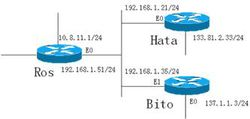 192.168.1.21/24
E0
Hata
133.81.2.33/24
10.8.11.1/24
E0
Ros
192.168.1.51/24
192.168.1.35/24
E1
Bito
137.1.1.3/24